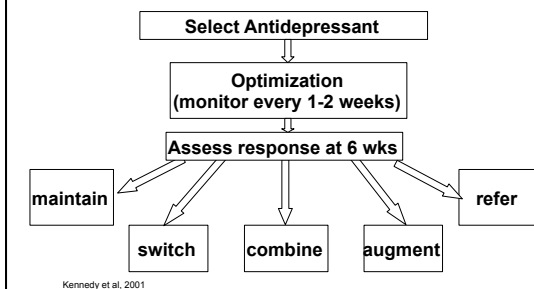 Select Antidepressant
Optimization
(monitor every 1-2 weeks)
Assess response at 6 wks
maintain
refer
switch
combine
augment
Kennedy et al, 2001